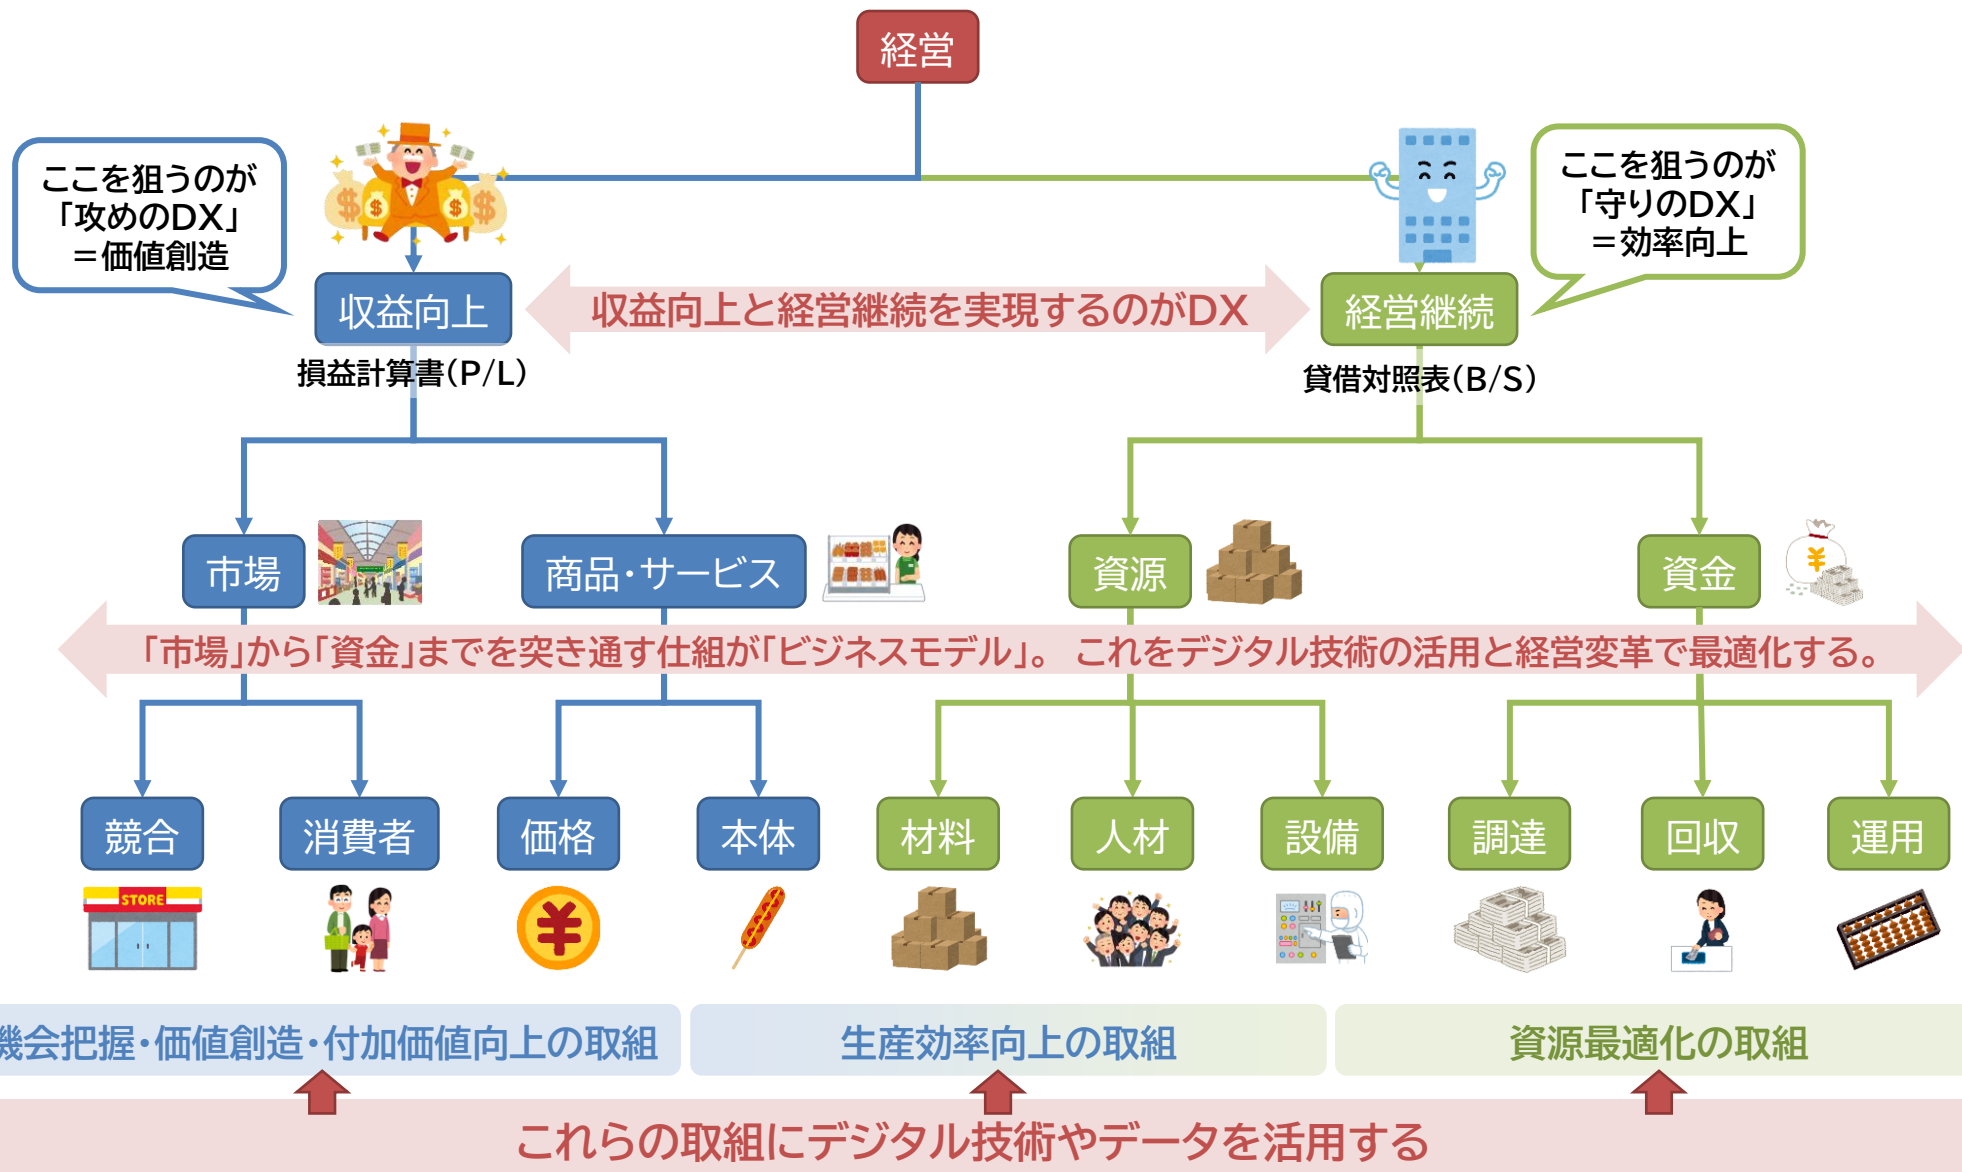 経営
ここを狙うのが
「攻めのDX」
＝価値創造
ここを狙うのが
「守りのDX」
＝効率向上
収益向上
収益向上と経営継続を実現するのがDX
経営継続
損益計算書（P/L）
貸借対照表（B/S）
市場
商品・サービス
資源
資金
「市場」から「資金」までを突き通す仕組が「ビジネスモデル」。 これをデジタル技術の活用と経営変革で最適化する。
競合
消費者
価格
本体
材料
人材
設備
調達
回収
運用
STORE
機会把握・価値創造・付加価値向上の取組
生産効率向上の取組
資源最適化の取組
これらの取組にデジタル技術やデータを活用する